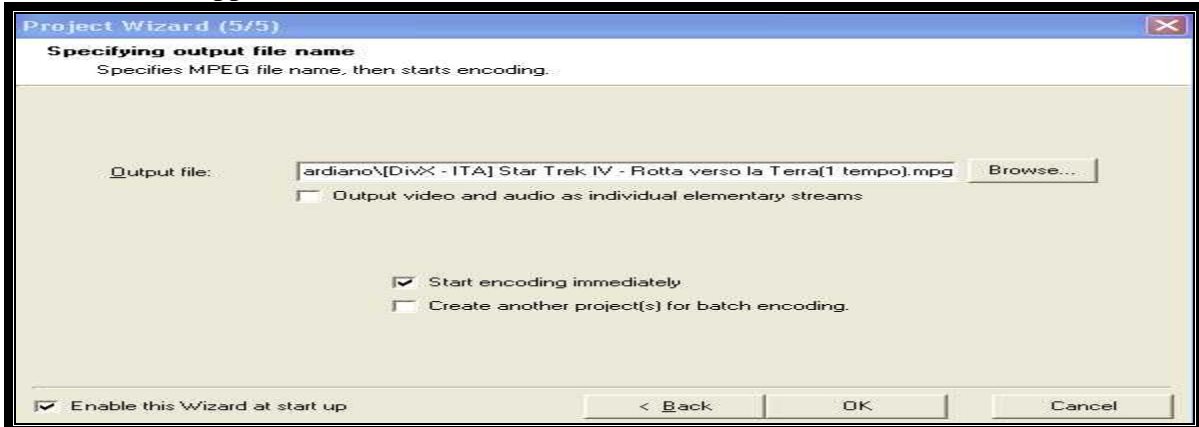 Project Wizard (5/5)
Specifying output file name
Specifies MPEG file name, then starts encoding.
Output file:
ardiano\[DivX - ITA] Star Trek IV - Rotta verso la Terra(1 tempo).mpg
Browse...
Output video and audio as individual elementary streams
Start encoding immediately
Create another project(s) for batch encoding.
Enable this Wizard at start up
< Back
OK
Cancel